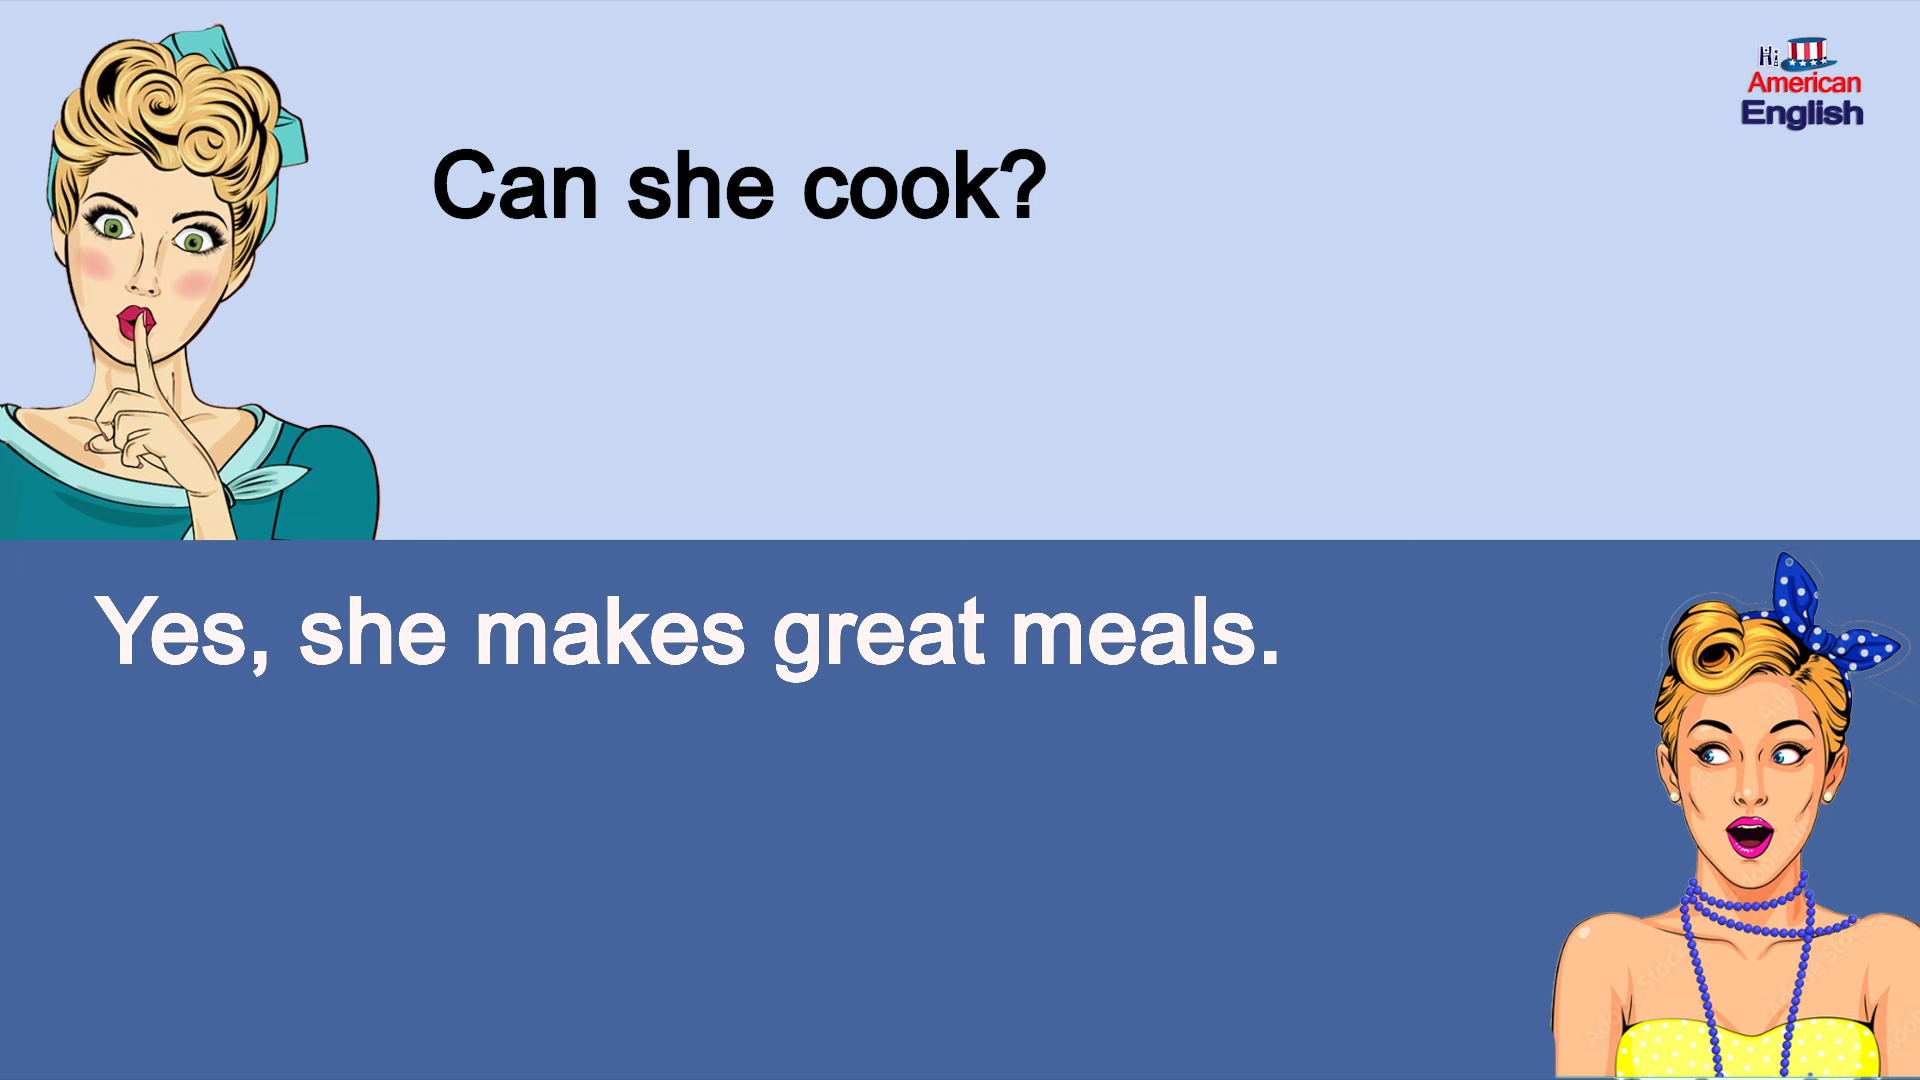 Hi
American
English
Can she cook?
Yes, she makes great meals.